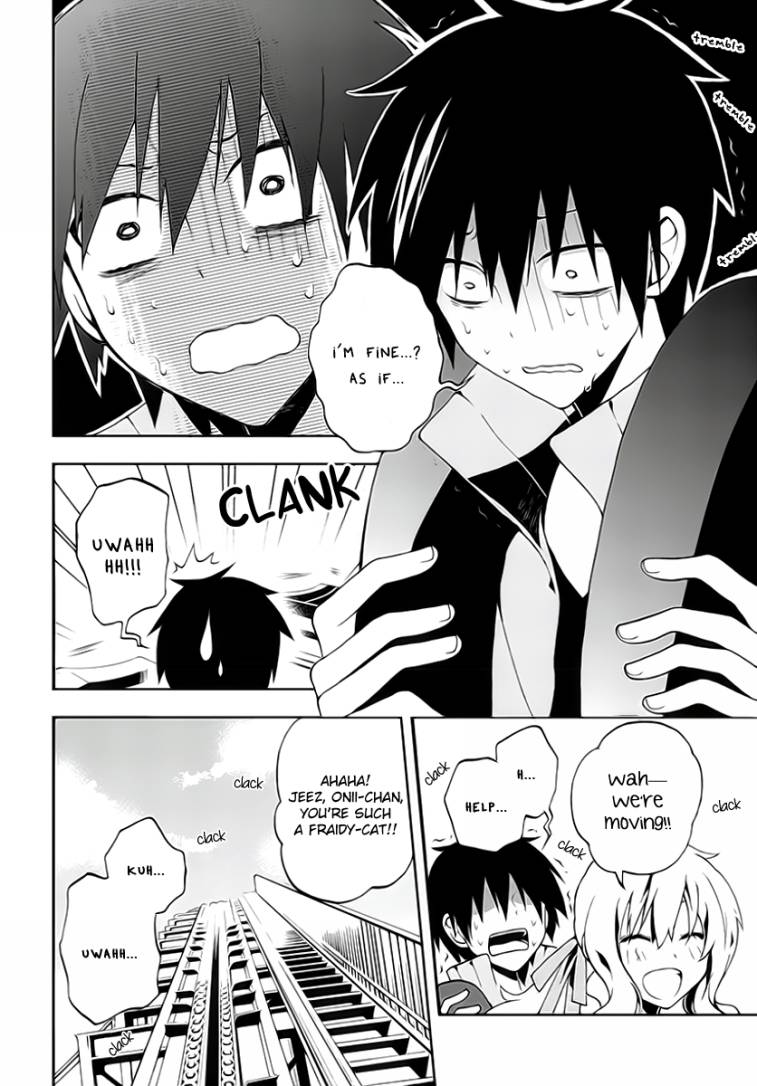 tremble
tremble
tremble
I'M FINE...?
AS IF...
CLANK
UWAHH
HH!!!
wah—
we're
moving!!
H...
HELP...
clack
clack
clack
AHAHA!
JEEZ, ONII-CHAN,
YOU'RE SUCH
A FRAIDY-CAT!!
clack
clack
KUH...
UWAHH...
clack
clack